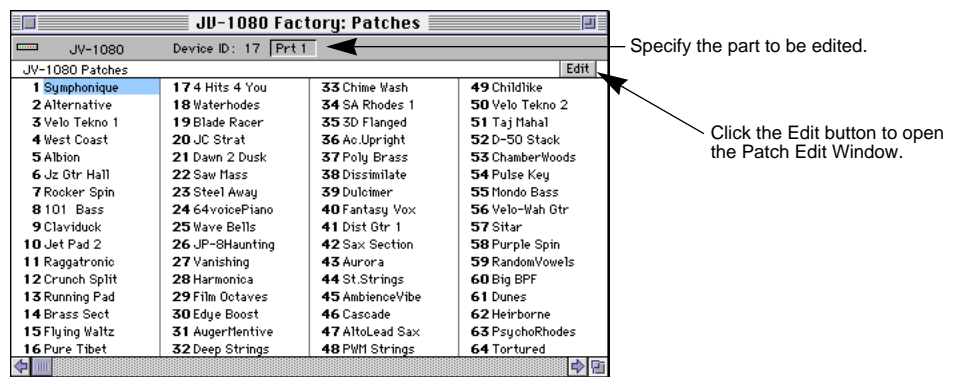 JV-1080 Factory: Patches
JV-1080 Device ID: 17 Prt 1
Specify the part to be edited.
JV-1080 Patches Edit
Click the Edit button to open
the Patch Edit Window.
1 Symphonique 17 4 Hits 4 You 33 Chime Wash 49 Childlike
2 Alternative 18 Waterhodes 34 SA Rhodes 1 50 Velo Tekno 2
3 Velo Tekno 1 19 Blade Racer 35 3D Flanged 51 Taj Mahal
4 West Coast 20 JC Strat 36 Ac.Upright 52 D-50 Stack
5 Albion 21 Dawn 2 Dusk 37 Poly Brass 53 ChamberWoods
6 Jz Gtr Hall 22 Saw Mass 38 Dissimilate 54 Pulse Key
7 Rocker Spin 23 Steel Away 39 Dulcimer 55 Mondo Bass
8 101 Bass 24 64voicePiano 40 Fantasy Vox 56 Velo-Wah Gtr
9 Claviduck 25 Wave Bells 41 Dist Gtr 1 57 Sitar
10 Jet Pad 2 26 JP-8Haunting 42 Sax Section 58 Purple Spin
11 Raggatronic 27 Vanishing 43 Aurora 59 RandomVowels
12 Crunch Split 28 Harmonica 44 St.Strings 60 Big BPF
13 Running Pad 29 Film Octaves 45 AmbienceVibe 61 Dunes
14 Brass Sect 30 Edye Boost 46 Cascade 62 Heirborne
15 Flying Waltz 31 AugerMentive 47 AltoLead Sax 63 PsychoRhodes
16 Pure Tibet 32 Deep Strings 48 PWM Strings 64 Tortured